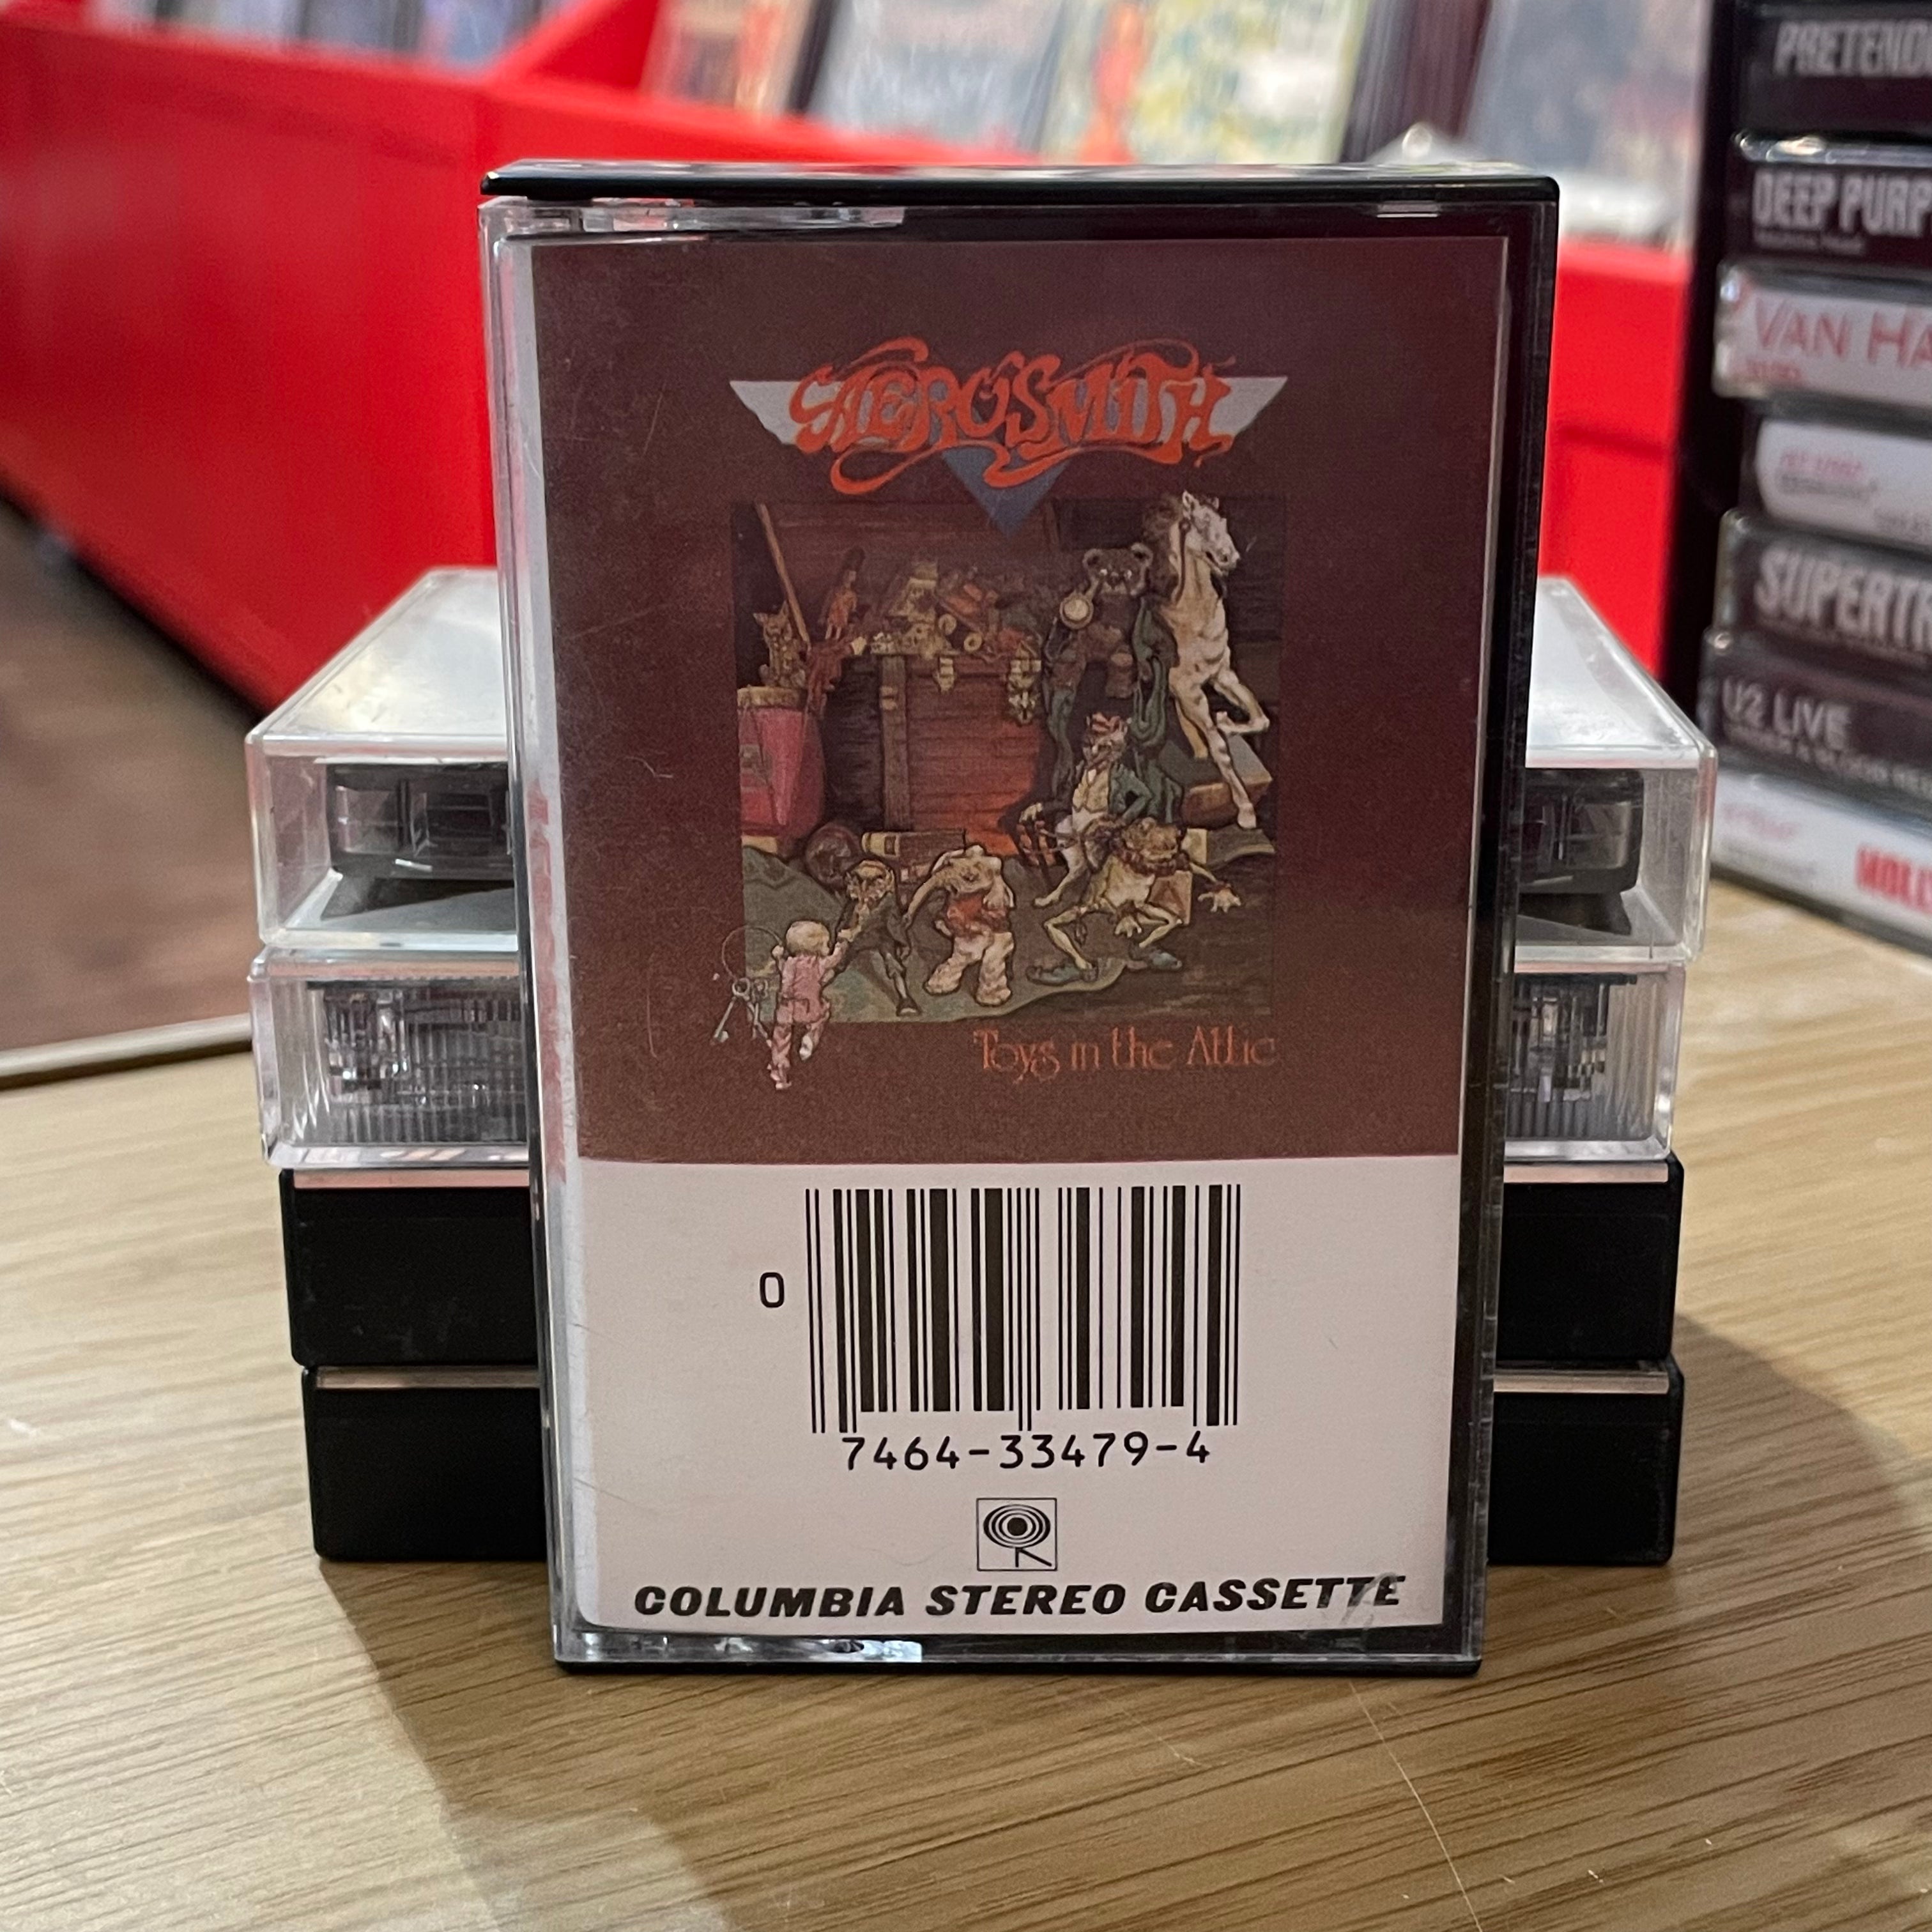 AEROSMITH
Toys in the Attic
0
7464-33479-4
COLUMBIA STEREO CASSETTE
PRETEND
DEEP PURP
VAN HA
SUPERTR
U2 LIVE
HOL